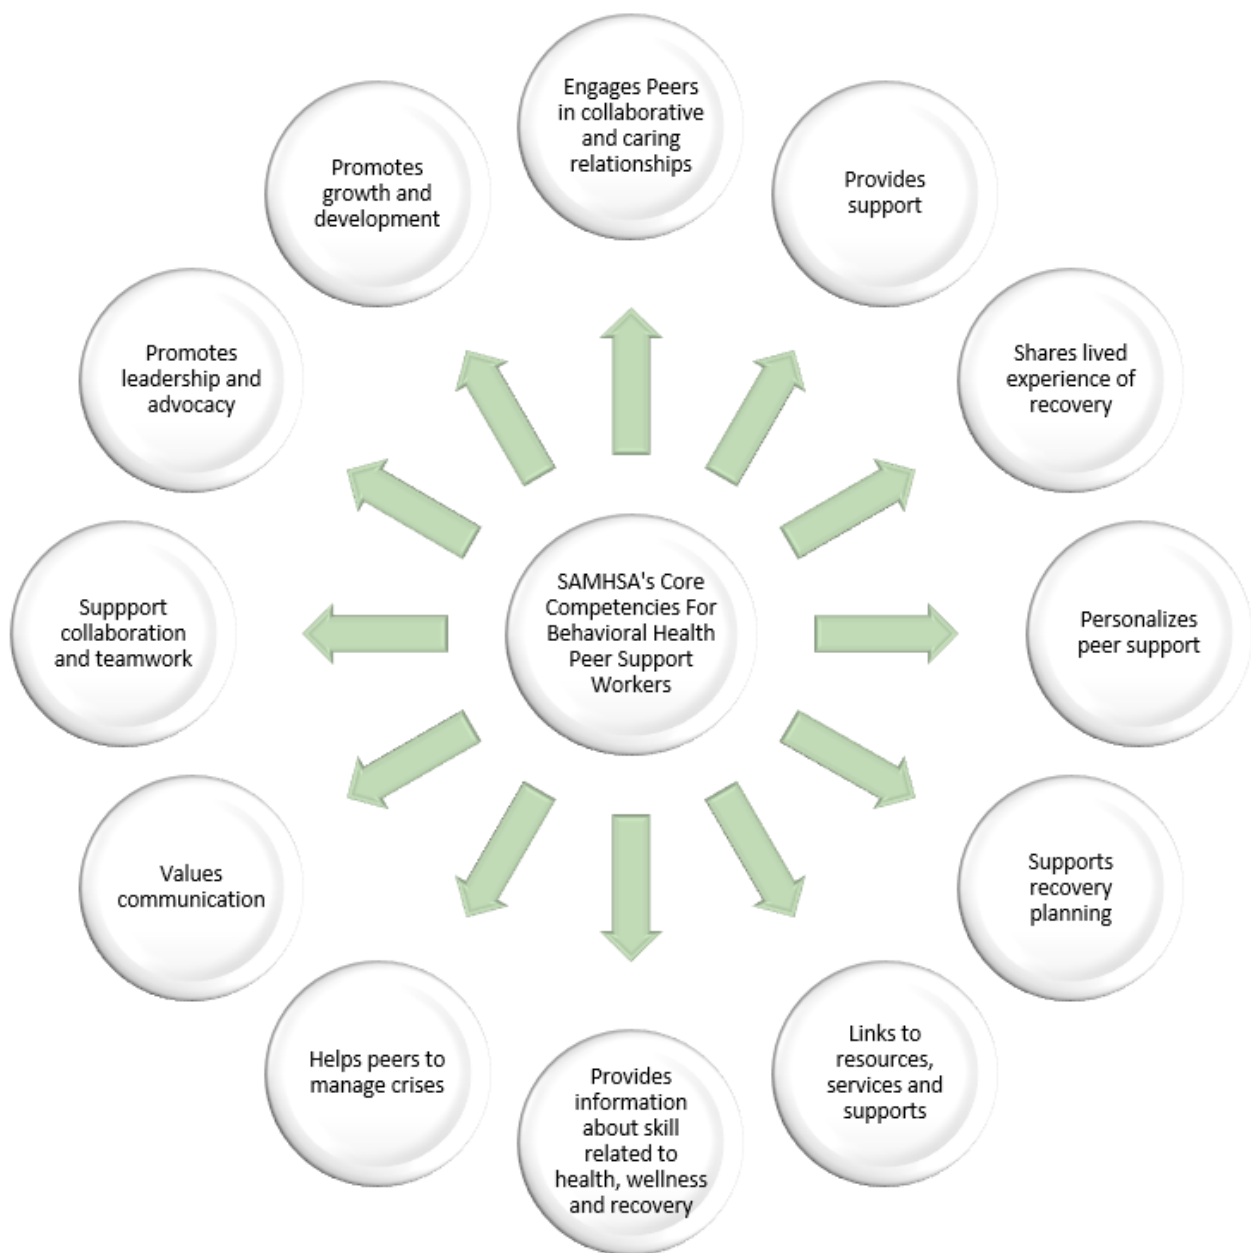 Engages Peers
in collaborative
and caring
relationships
Provides
support
Shares lived
experience of
recovery
Personalizes
peer support
Supports
recovery
planning
Links to
resources,
services and
supports
Provides
information
about skill
related to
health, wellness
and recovery
Helps peers to
manage crises
Values
communication
Suppport
collaboration
and teamwork
Promotes
leadership and
advocacy
Promotes
growth and
development
SAMHSA's Core
Competencies For
Behavioral Health
Peer Support
Workers